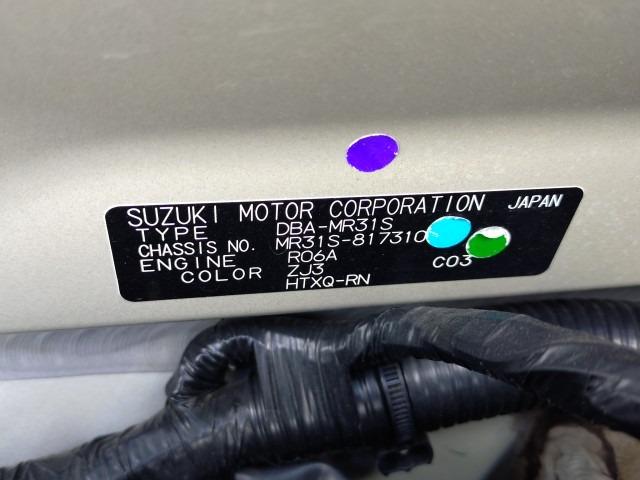 SUZUKI MOTOR CORPORATION JAPAN
TYPE DBA-MR31S
CHASSIS NO. MR31S-817310
ENGINE R06A C03
COLOR ZJ3
HTXQ-RN